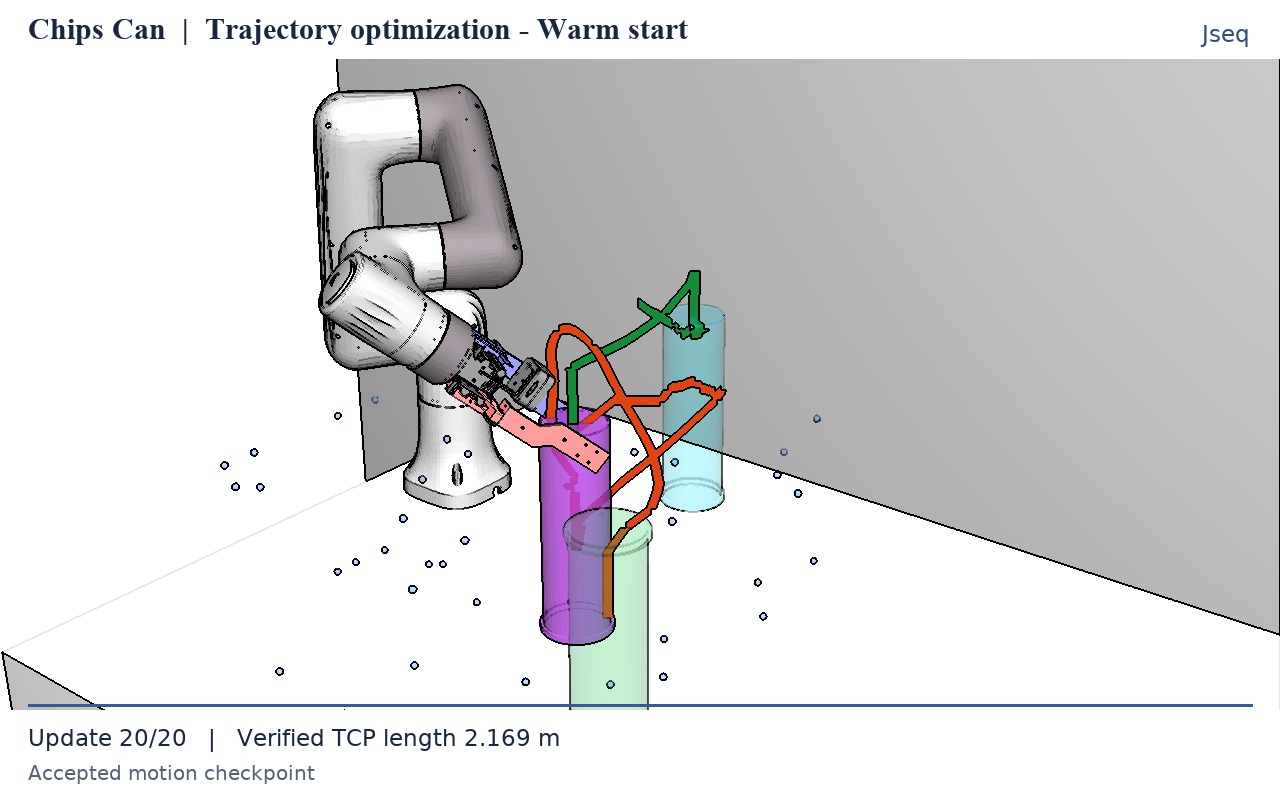 Chips Can | Trajectory optimization - Warm start
Jseq
Update 20/20 | Verified TCP length 2.169 m
Accepted motion checkpoint